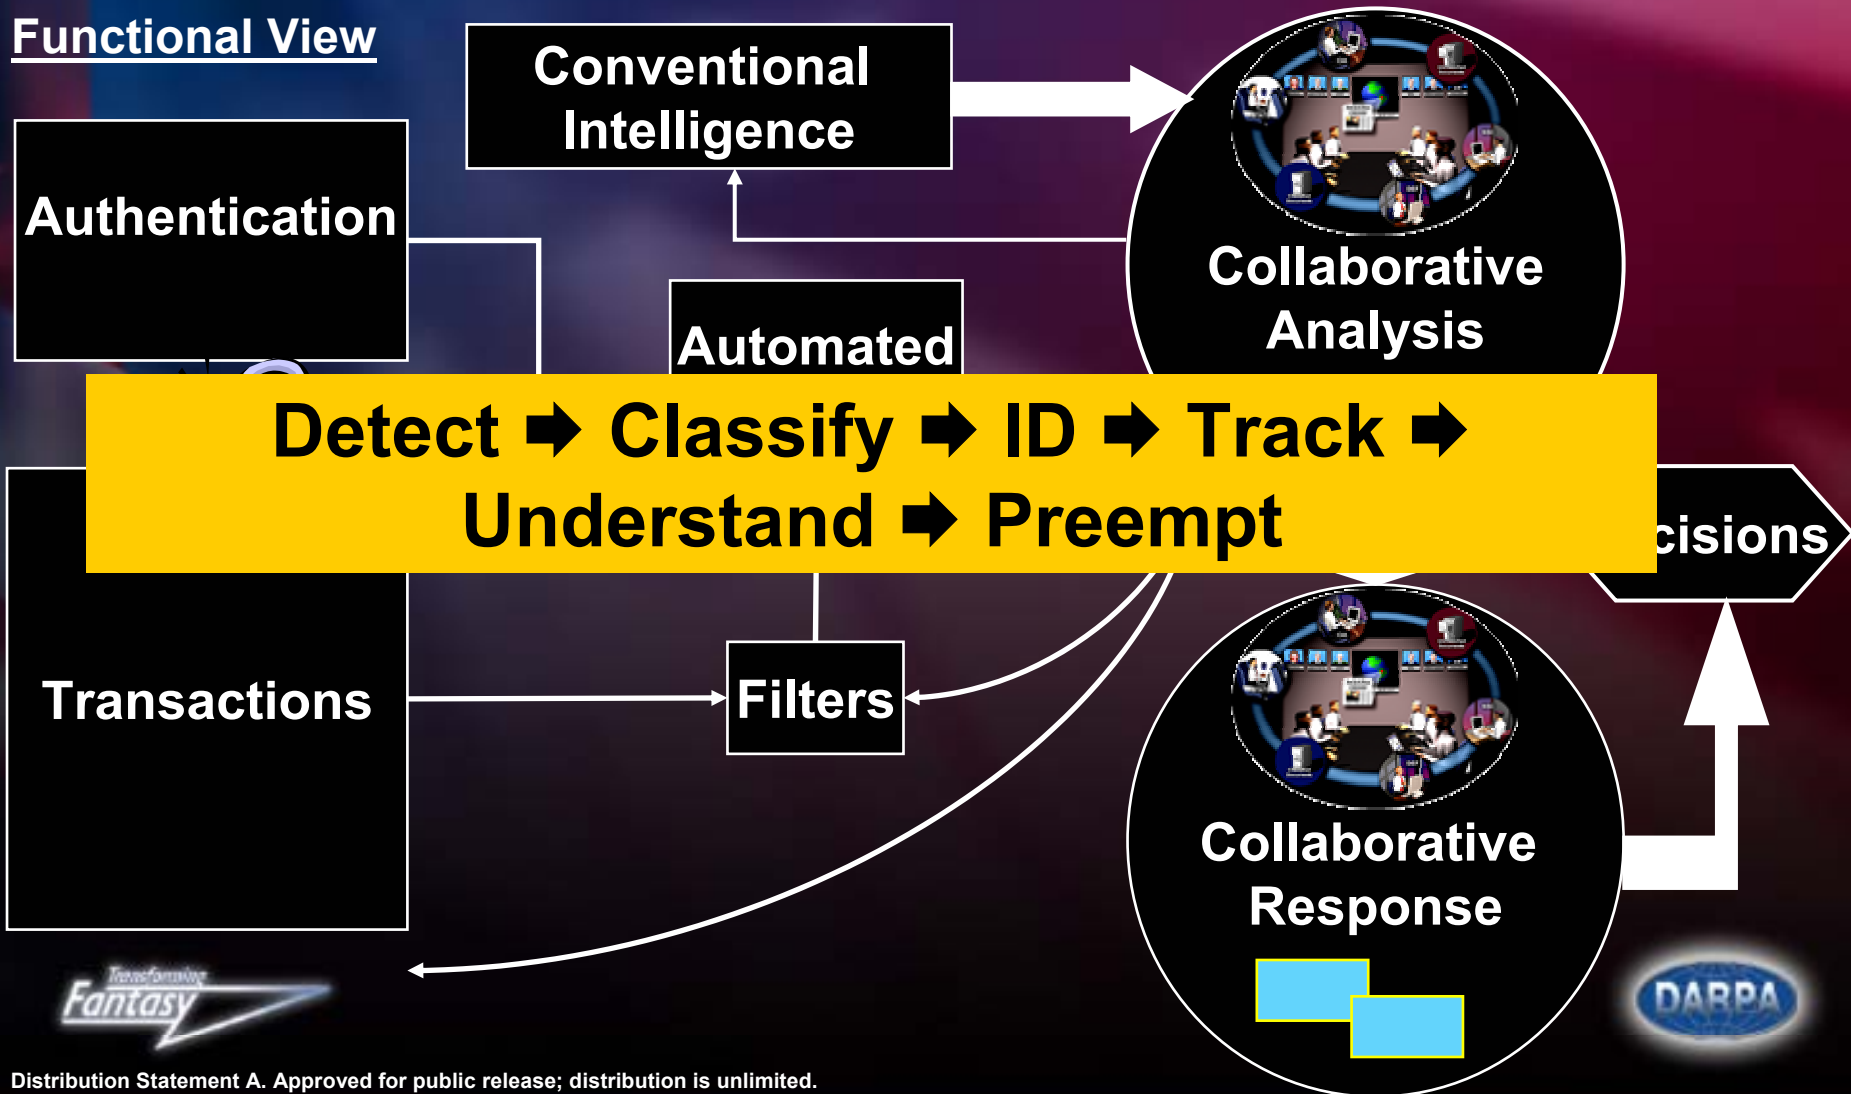 Functional View
Conventional
Intelligence
Authentication
Collaborative
Analysis
Automated
Detect ➡ Classify ➡ ID ➡ Track ➡
Understand ➡ Preempt
cisions
Transactions
Filters
Collaborative
Response
Transforming
Fantasy
DARPA
Distribution Statement A. Approved for public release; distribution is unlimited.